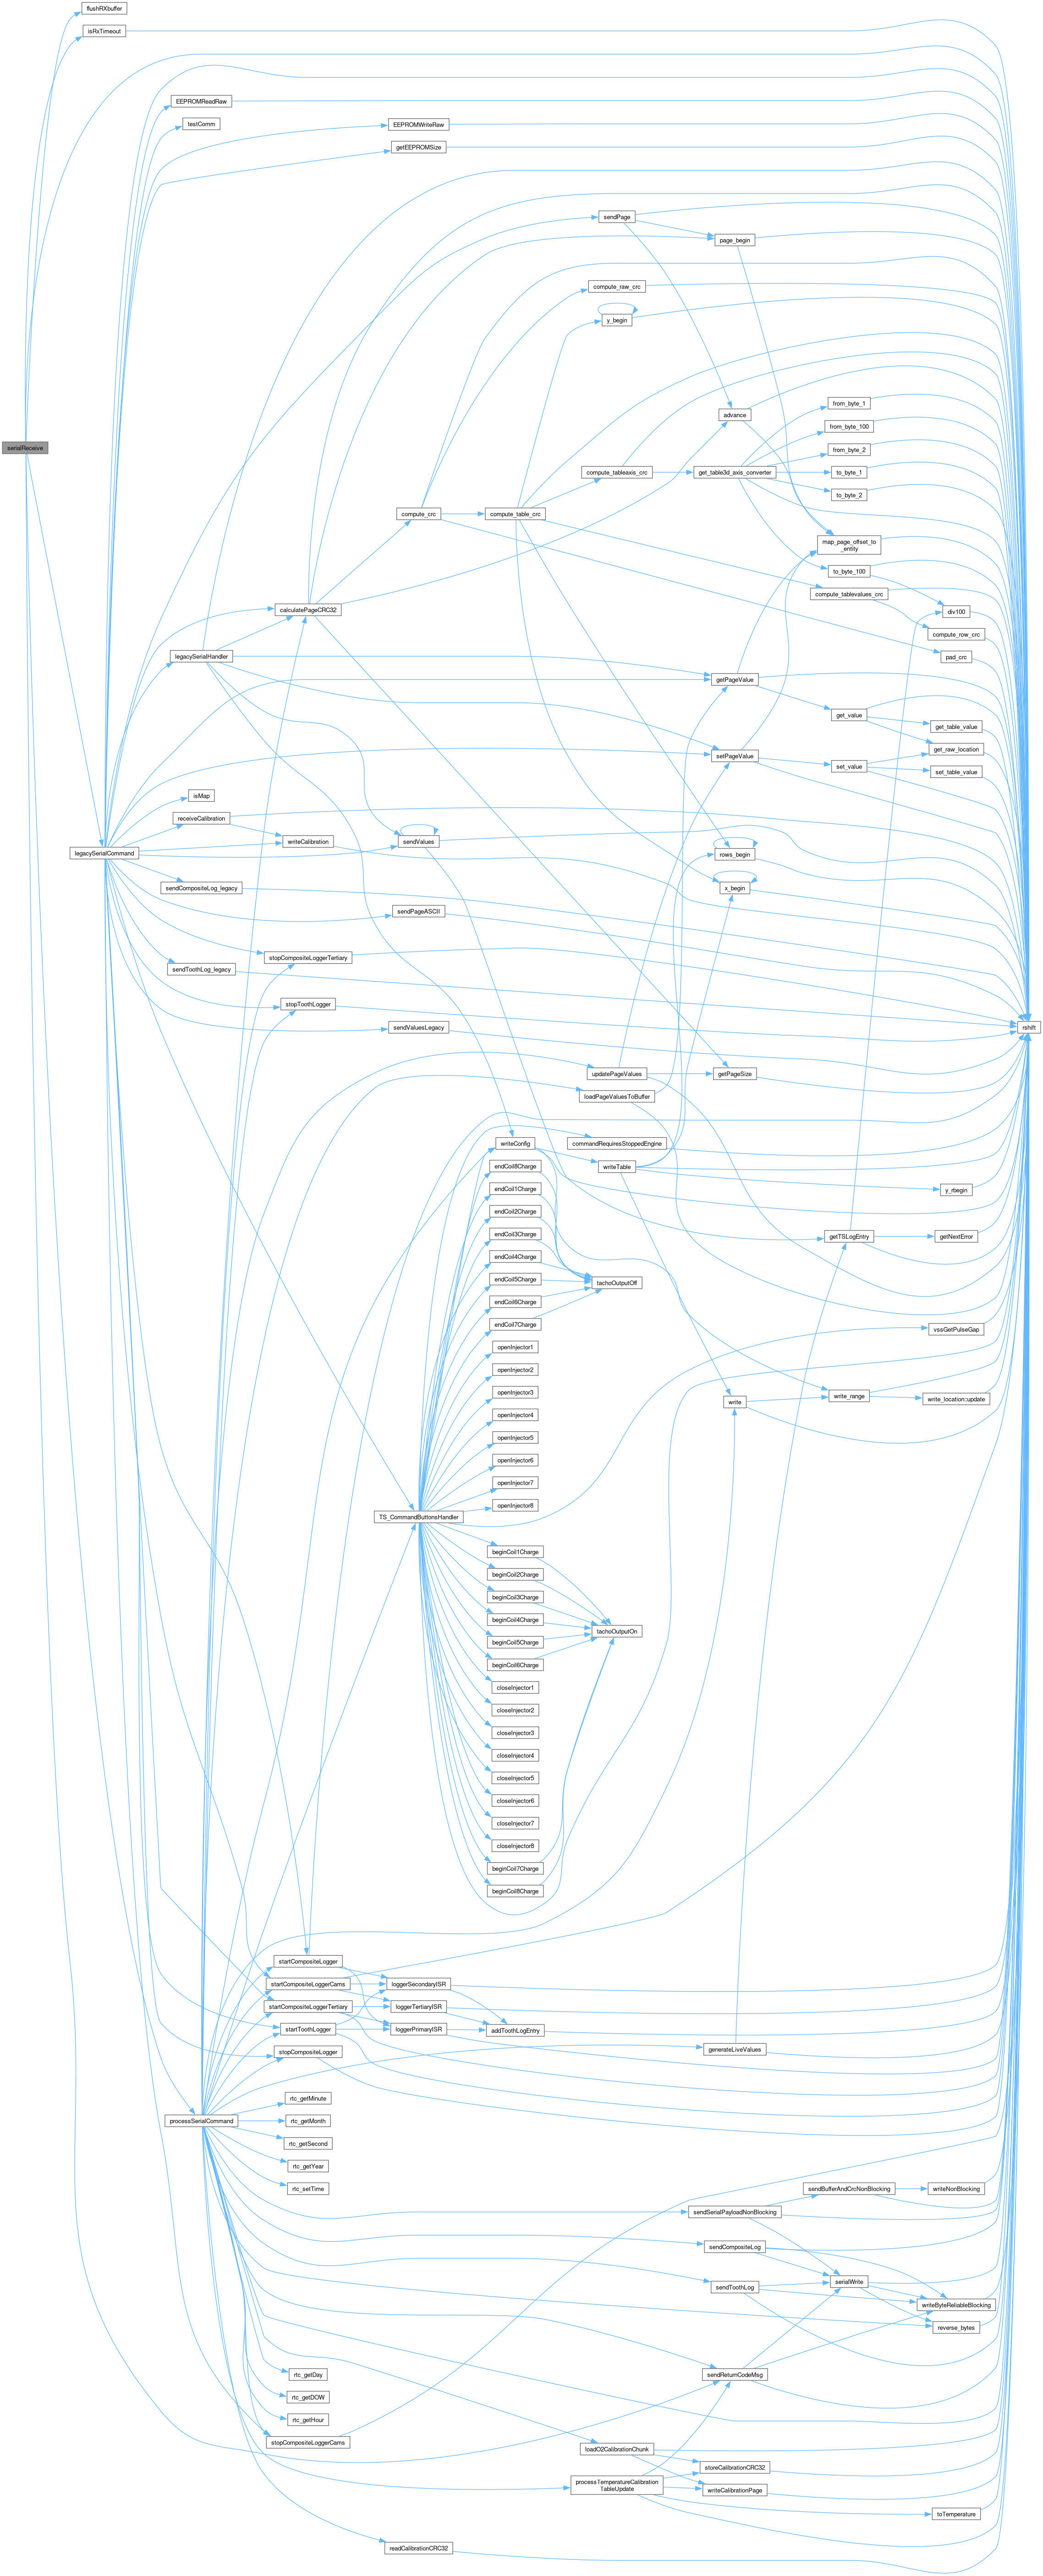 flushRXbuffer
isRxTimeout
EEPROMReadRaw
testComm
EEPROMWriteRaw
getEEPROMSize
sendPage
page_begin
compute_raw_crc
y_begin
from_byte_1
advance
from_byte_100
serialReceive
from_byte_2
compute_tableaxis_crc
get_table3d_axis_converter
to_byte_1
to_byte_2
compute_crc
compute_table_crc
map_page_offset_to
_entity
to_byte_100
compute_tablevalues_crc
calculatePageCRC32
div100
compute_row_crc
legacySerialHandler
pad_crc
getPageValue
get_value
get_table_value
get_raw_location
setPageValue
set_value
set_table_value
isMap
receiveCalibration
writeCalibration
sendValues
legacySerialCommand
rows_begin
sendCompositeLog_legacy
x_begin
sendPageASCII
stopCompositeLoggerTertiary
sendToothLog_legacy
stopToothLogger
sendValuesLegacy
rshift
updatePageValues
getPageSize
loadPageValuesToBuffer
writeConfig
commandRequiresStoppedEngine
endCoil8Charge
writeTable
endCoil1Charge
y_rbegin
endCoil2Charge
endCoil3Charge
getTSLogEntry
getNextError
endCoil4Charge
endCoil5Charge
tachoOutputOff
endCoil6Charge
endCoil7Charge
vssGetPulseGap
openInjector1
openInjector2
openInjector3
write
write_range
write_location::update
openInjector4
openInjector5
openInjector6
openInjector7
openInjector8
TS_CommandButtonsHandler
beginCoil1Charge
beginCoil2Charge
beginCoil3Charge
beginCoil4Charge
tachoOutputOn
beginCoil5Charge
beginCoil6Charge
closeInjector1
closeInjector2
closeInjector3
closeInjector4
closeInjector5
closeInjector6
closeInjector7
closeInjector8
beginCoil7Charge
beginCoil8Charge
startCompositeLogger
startCompositeLoggerCams
loggerSecondaryISR
startCompositeLoggerTertiary
loggerTertiaryISR
startToothLogger
loggerPrimaryISR
addToothLogEntry
stopCompositeLogger
generateLiveValues
rtc_getMinute
processSerialCommand
rtc_getMonth
rtc_getSecond
rtc_getYear
rtc_setTime
sendBufferAndCrcNonBlocking
writeNonBlocking
sendSerialPayloadNonBlocking
sendCompositeLog
sendToothLog
serialWrite
writeByteReliableBlocking
reverse_bytes
rtc_getDay
sendReturnCodeMsg
rtc_getDOW
rtc_getHour
stopCompositeLoggerCams
loadO2CalibrationChunk
storeCalibrationCRC32
processTemperatureCalibration
TableUpdate
writeCalibrationPage
toTemperature
readCalibrationCRC32